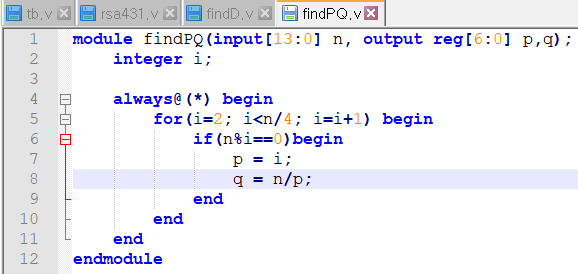 tb.v rsa431.v findD.v findPQ.v
1 module findPQ(input[13:0] n, output reg[6:0] p,q);
2     integer i;
3
4     always@(*) begin
5         for(i=2; i<n/4; i=i+1) begin
6             if(n%i==0)begin
7                 p = i;
8                 q = n/p;
9             end
10         end
11     end
12 endmodule